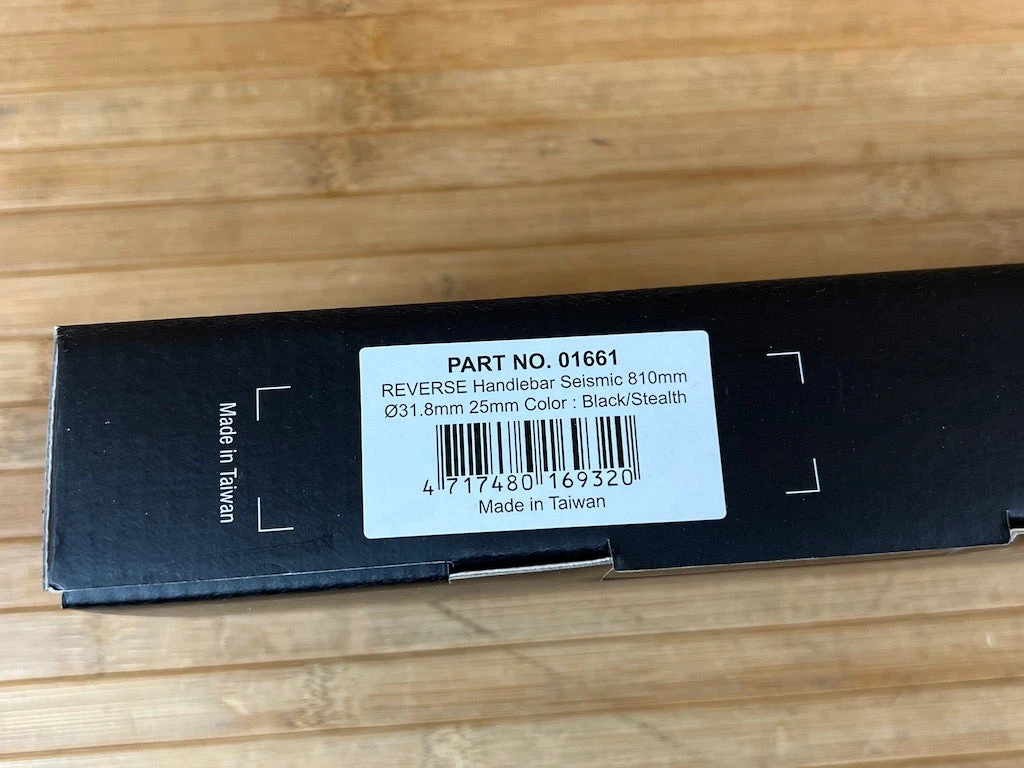 Made in Taiwan
PART NO. 01661
REVERSE Handlebar Seismic 810mm
Ø31.8mm 25mm Color : Black/Stealth
4 717480 169320
Made in Taiwan